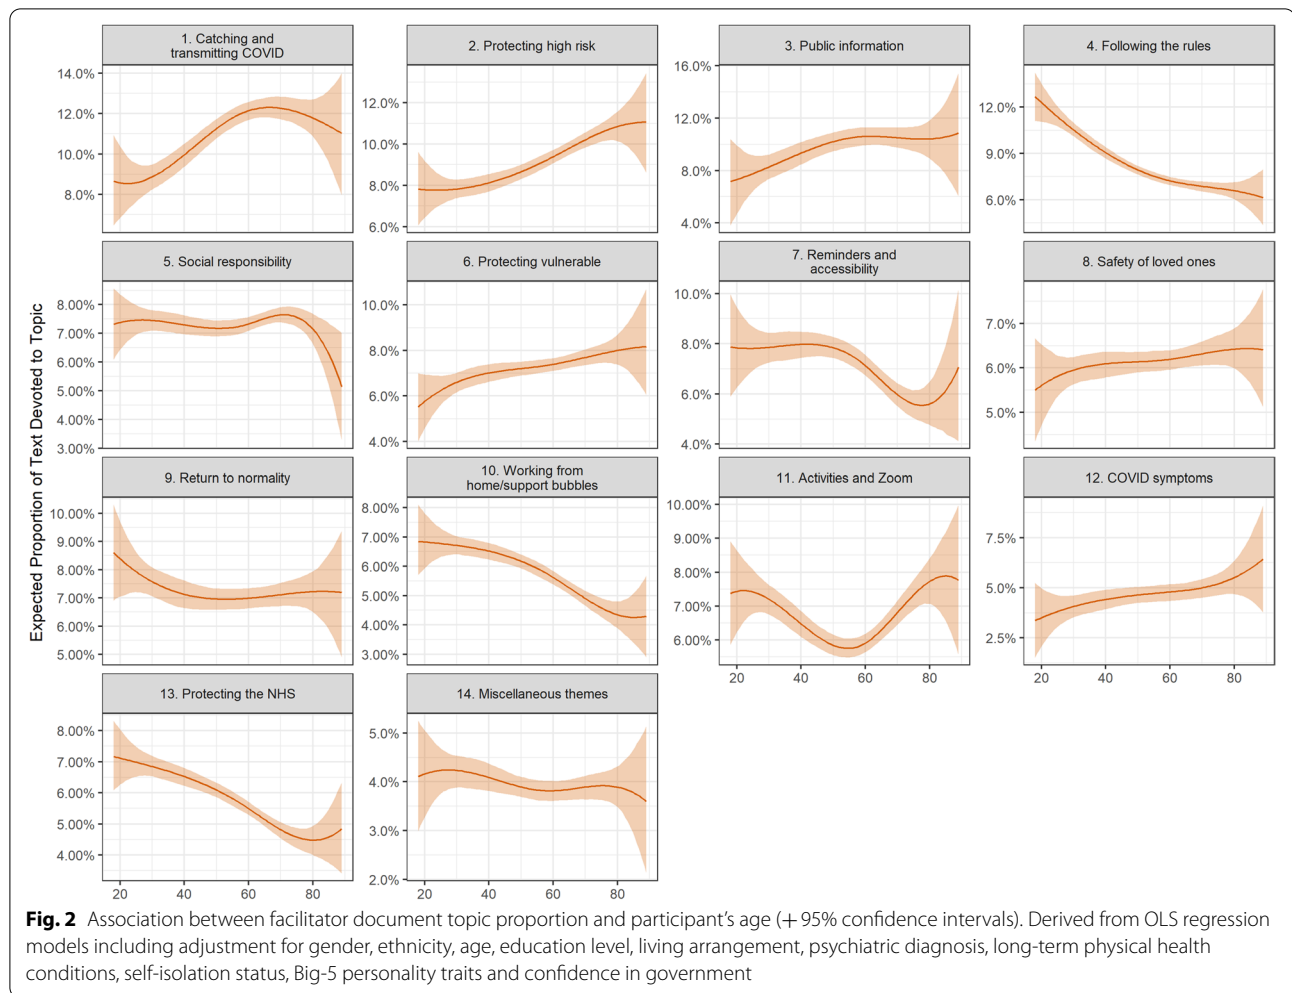 1. Catching and
transmitting COVID
2. Protecting high risk
3. Public information
4. Following the rules
14.0%
12.0%
10.0%
8.0%
12.0%
10.0%
8.0%
6.0%
16.0%
12.0%
8.0%
4.0%
12.0%
9.0%
6.0%
Expected Proportion of Text Devoted to Topic
5. Social responsibility
6. Protecting vulnerable
7. Reminders and
accessibility
8. Safety of loved ones
8.00%
7.00%
6.00%
5.00%
4.00%
3.00%
10.0%
8.0%
6.0%
4.0%
10.0%
8.0%
6.0%
4.0%
7.0%
6.0%
5.0%
9. Return to normality
10. Working from
home/support bubbles
11. Activities and Zoom
12. COVID symptoms
10.00%
9.00%
8.00%
7.00%
6.00%
5.00%
8.00%
7.00%
6.00%
5.00%
4.00%
3.00%
10.00%
9.00%
8.00%
7.00%
6.00%
20 40 60 80
7.5%
5.0%
2.5%
20 40 60 80
13. Protecting the NHS
14. Miscellaneous themes
8.00%
7.00%
6.00%
5.00%
4.00%
20 40 60 80
5.0%
4.0%
3.0%
2.0%
20 40 60 80
Fig. 2 Association between facilitator document topic proportion and participant's age (+ 95% confidence intervals). Derived from OLS regression
models including adjustment for gender, ethnicity, age, education level, living arrangement, psychiatric diagnosis, long-term physical health
conditions, self-isolation status, Big-5 personality traits and confidence in government